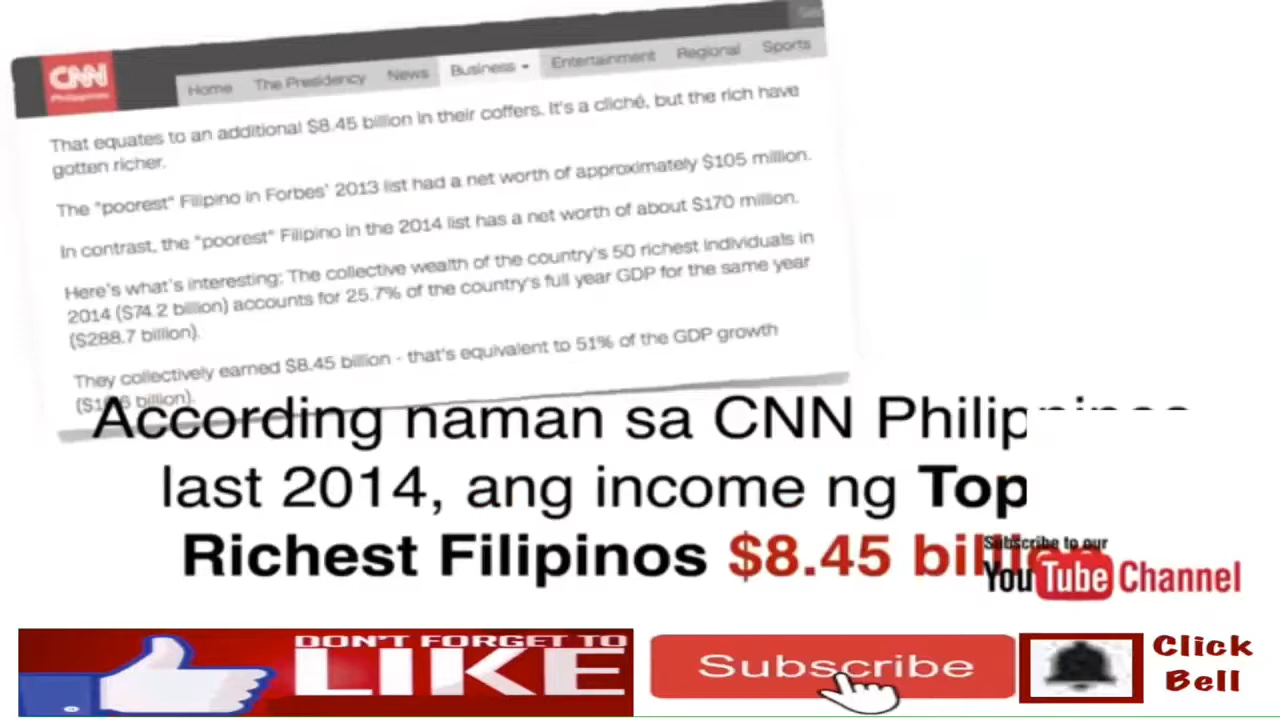 CNN
Philippines
Home The Presidency News Business Entertainment Regional Sports
That equates to an additional $8.45 billion in their coffers. It's a cliché, but the rich have
gotten richer.
The "poorest" Filipino in Forbes' 2013 list had a net worth of approximately $105 million.
In contrast, the "poorest" Filipino in the 2014 list has a net worth of about $170 million.
Here's what's interesting: The collective wealth of the country's 50 richest individuals in
2014 ($74.2 billion) accounts for 25.7% of the country's full year GDP for the same year
($288.7 billion).
They collectively earned $8.45 billion - that's equivalent to 51% of the GDP growth
billion).
According naman sa CNN Philippines
last 2014, ang income ng Top
Richest Filipinos $8.45 billion
Subscribe to our
YouTube Channel
DON'T FORGET TO
LIKE
Subscribe
Click
Bell